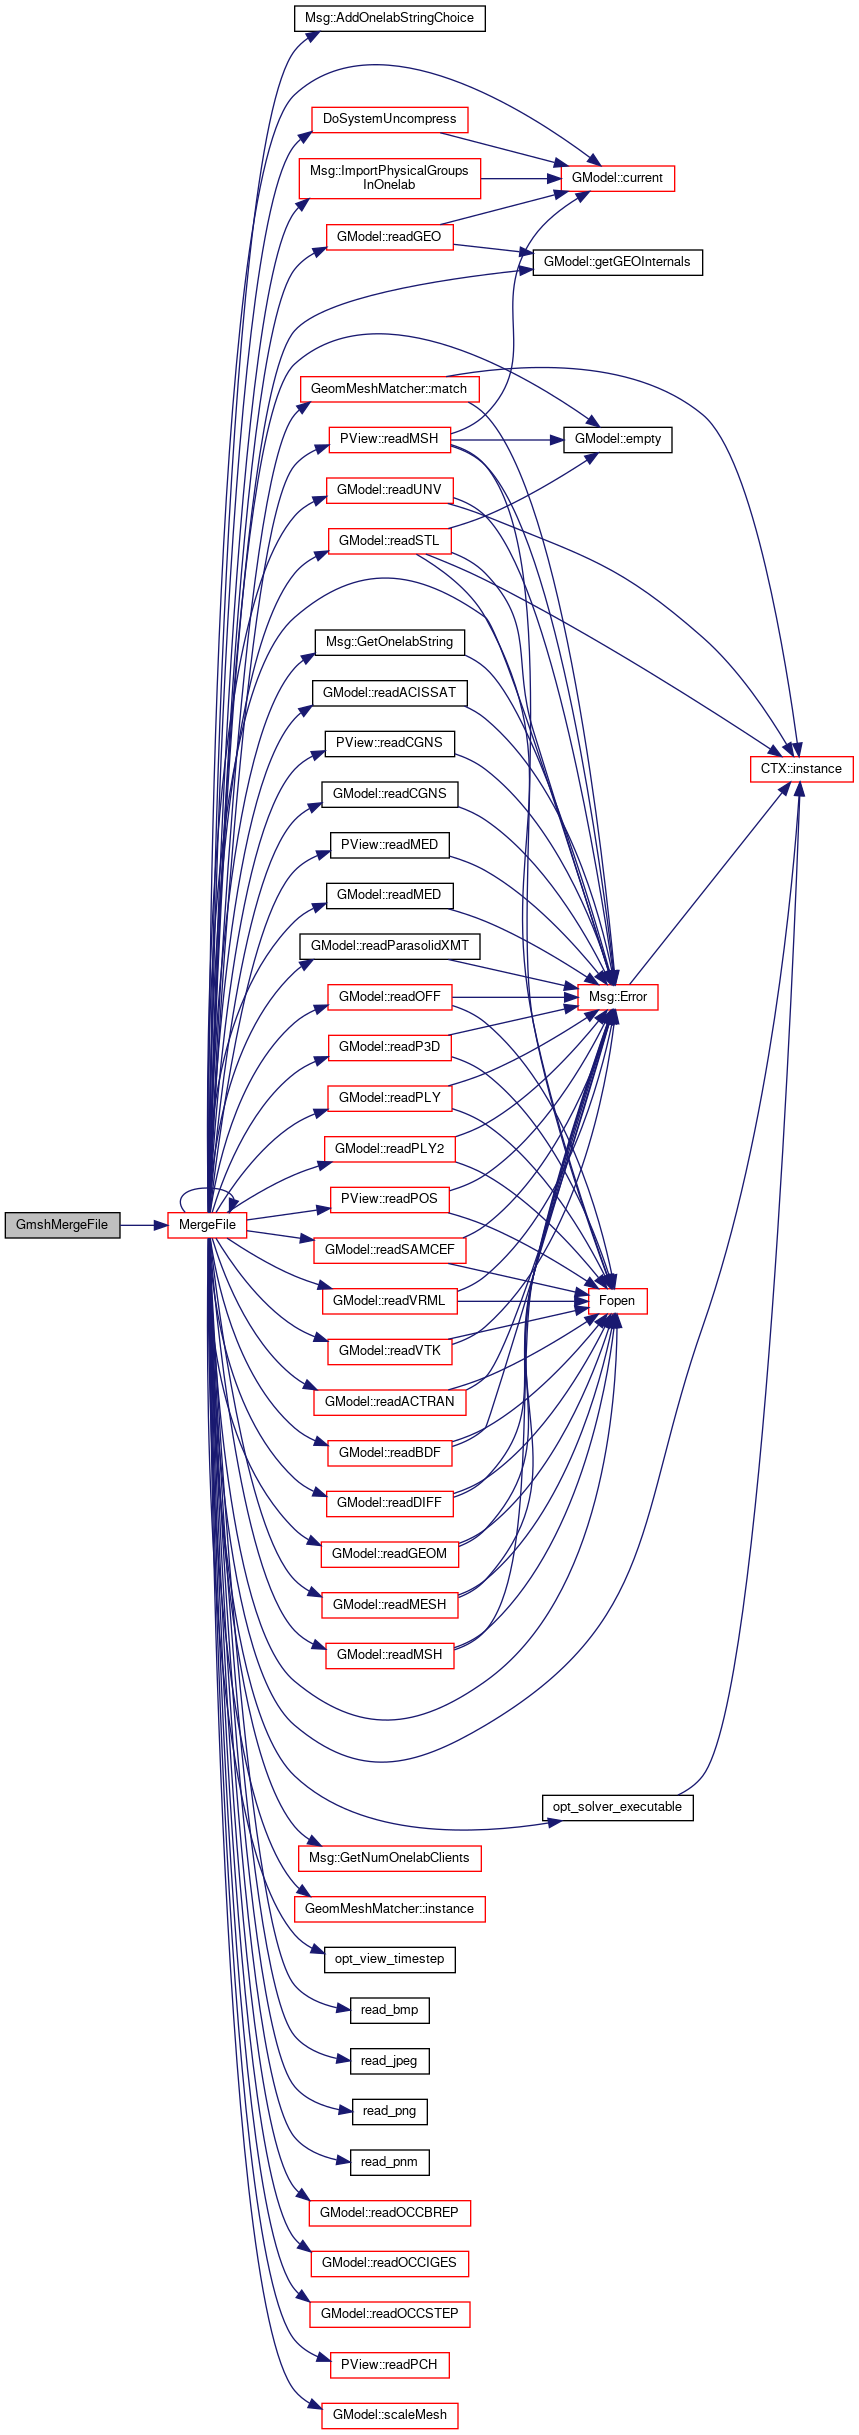 Msg::AddOnelabStringChoice
DoSystemUncompress
Msg::ImportPhysicalGroups
InOnelab
GModel::current
GModel::readGEO
GModel::getGEOInternals
GeomMeshMatcher::match
PView::readMSH
GModel::empty
GModel::readUNV
GModel::readSTL
Msg::GetOnelabString
GModel::readACISSAT
PView::readCGNS
CTX::instance
GModel::readCGNS
PView::readMED
GModel::readMED
GModel::readParasolidXMT
GModel::readOFF
Msg::Error
GModel::readP3D
GModel::readPLY
GModel::readPLY2
PView::readPOS
GmshMergeFile
MergeFile
GModel::readSAMCEF
GModel::readVRML
Fopen
GModel::readVTK
GModel::readACTRAN
GModel::readBDF
GModel::readDIFF
GModel::readGEOM
GModel::readMESH
GModel::readMSH
opt_solver_executable
Msg::GetNumOnelabClients
GeomMeshMatcher::instance
opt_view_timestep
read_bmp
read_jpeg
read_png
read_pnm
GModel::readOCCBREP
GModel::readOCCIGES
GModel::readOCCSTEP
PView::readPCH
GModel::scaleMesh